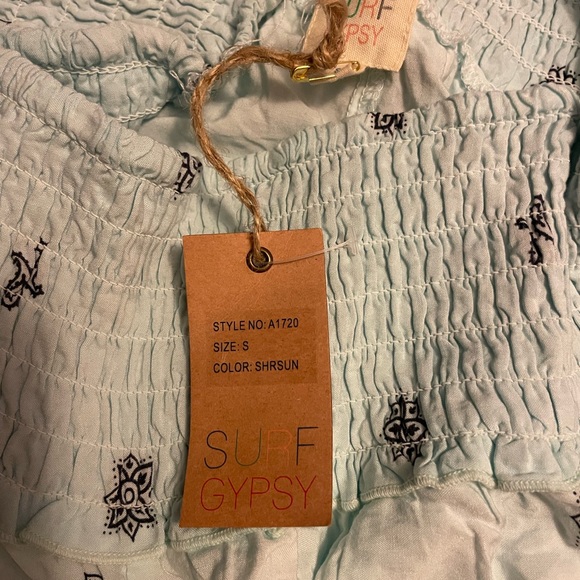 SURF
GYPSY
STYLE NO: A1720
SIZE: S
COLOR: SHRSUN
SURF
GYPSY